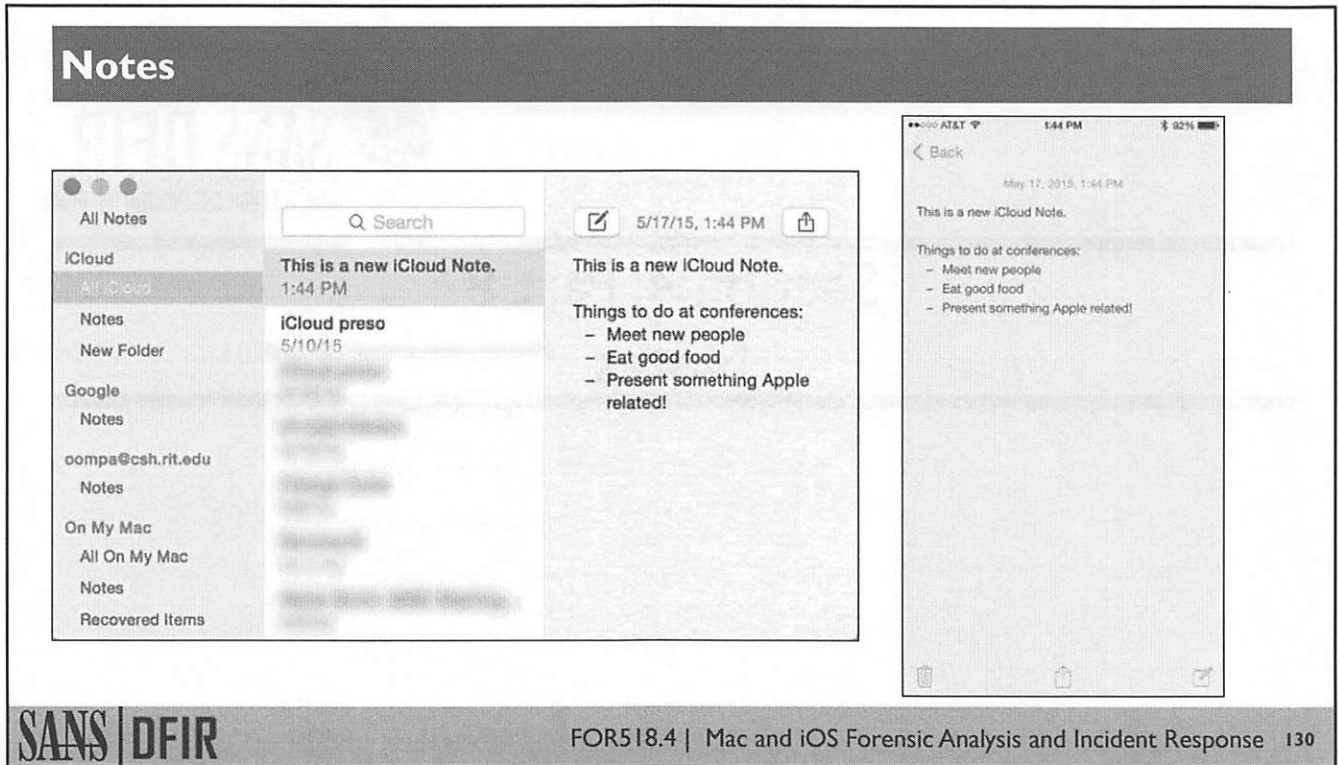 Notes
All Notes
iCloud
All iCloud
Notes
New Folder
Google
Notes
oompa@csh.rit.edu
Notes
On My Mac
All On My Mac
Notes
Recovered Items
Search
This is a new iCloud Note.
1:44 PM
iCloud preso
5/10/15
5/17/15, 1:44 PM
This is a new iCloud Note.
Things to do at conferences:
– Meet new people
– Eat good food
– Present something Apple
related!
AT&T 1:44 PM 92%
Back
May 17, 2015, 1:44 PM
This is a new iCloud Note.
Things to do at conferences:
– Meet new people
– Eat good food
– Present something Apple related!
SANS DFIR
FOR518.4 | Mac and iOS Forensic Analysis and Incident Response 130